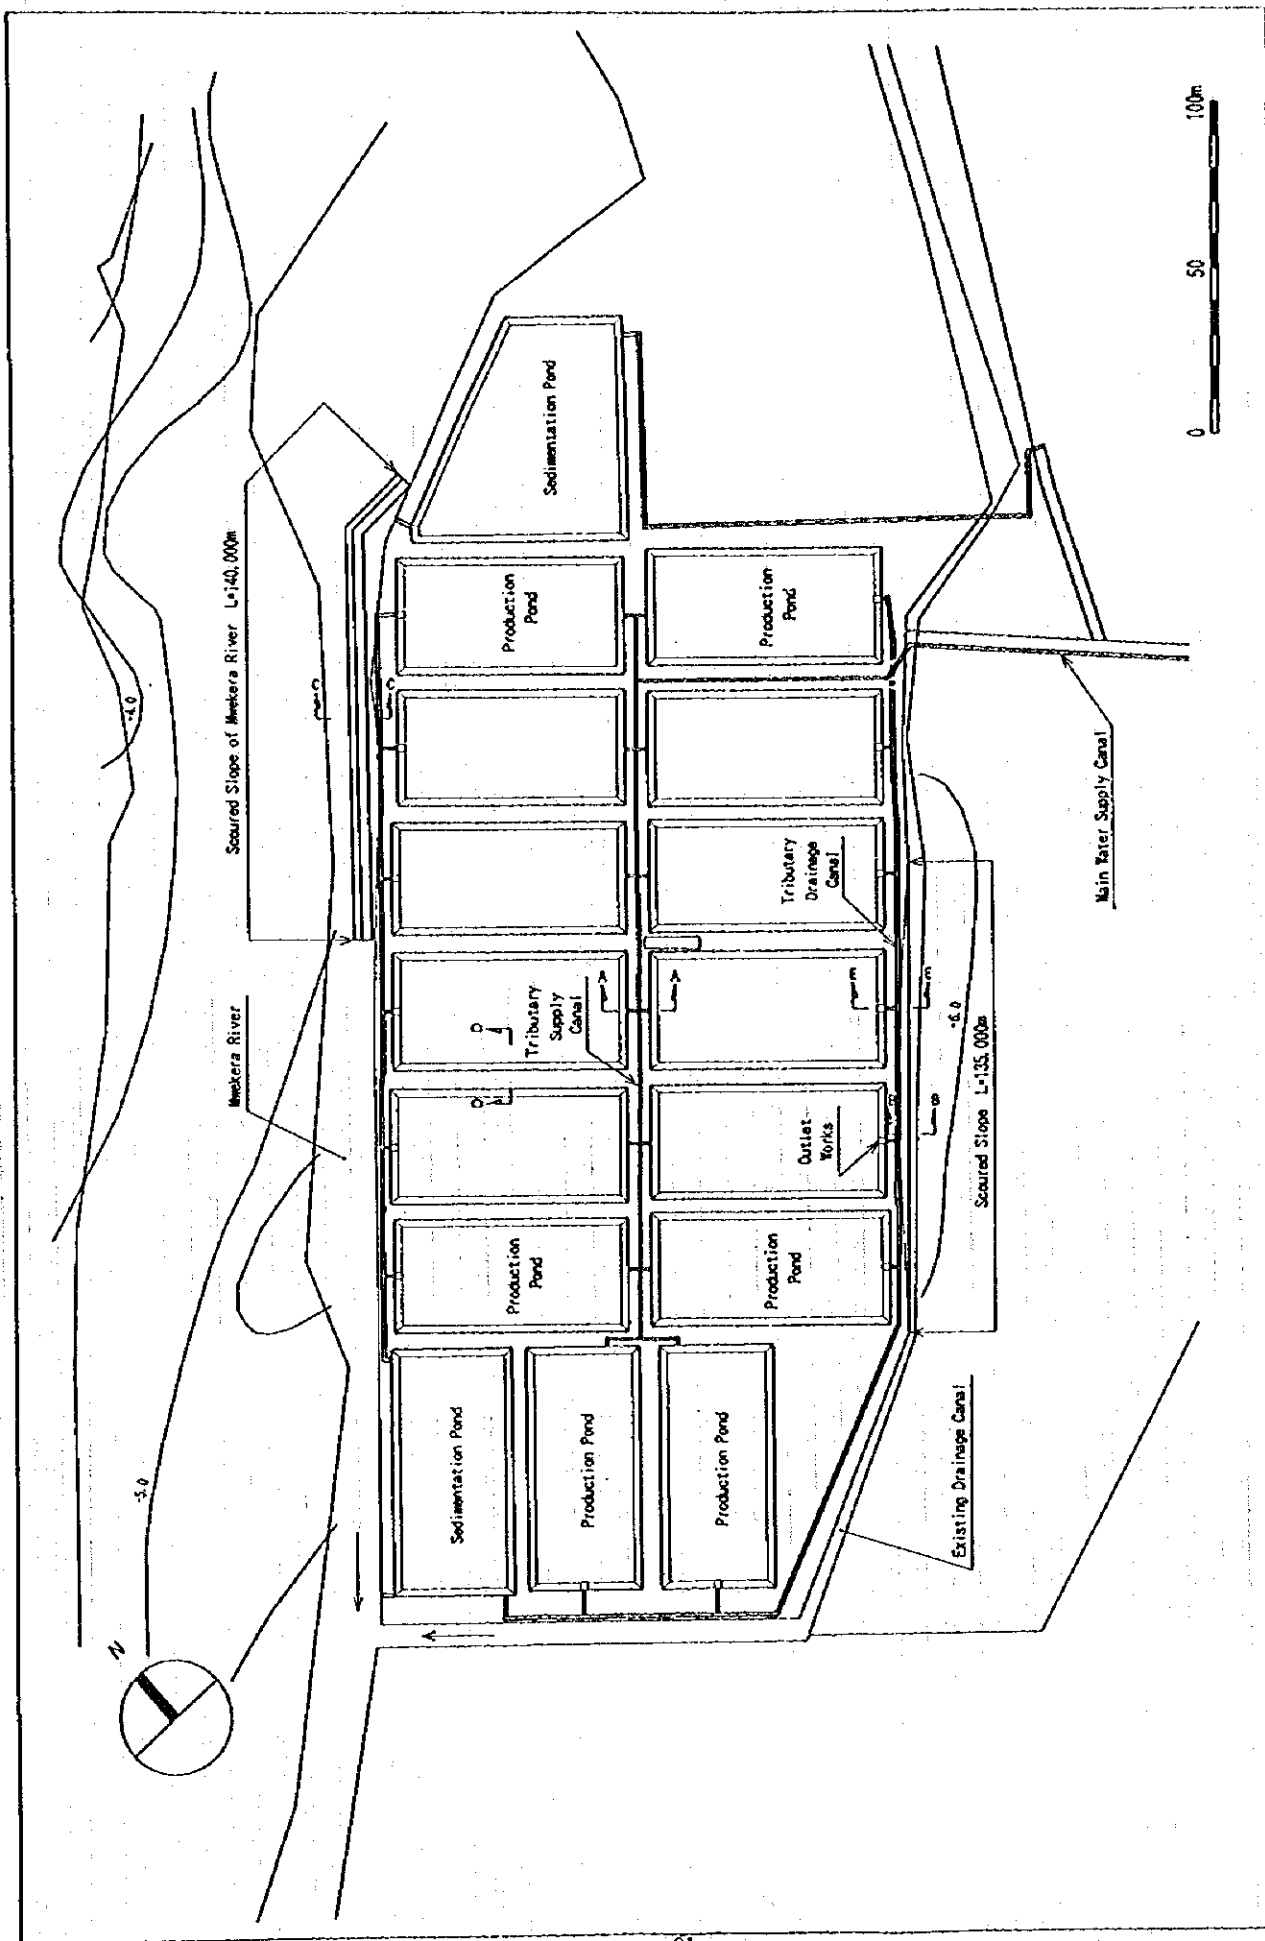 Scoured Slope of Mwekera River L=140,000m
Mwekera River
-4.0
-5.0
N
Sedimentation Pond
Production
Pond
Production
Pond
C
C
Tributary
Drainage
Canal
Tributary
Supply
Canal
A
A
D
D
E
E
B
B
Outlet
Works
Production
Pond
Production
Pond
Sedimentation Pond
Production Pond
Production Pond
-6.0
Scoured Slope L=135,000m
Existing Drainage Canal
Main Water Supply Canal
0
50
100m